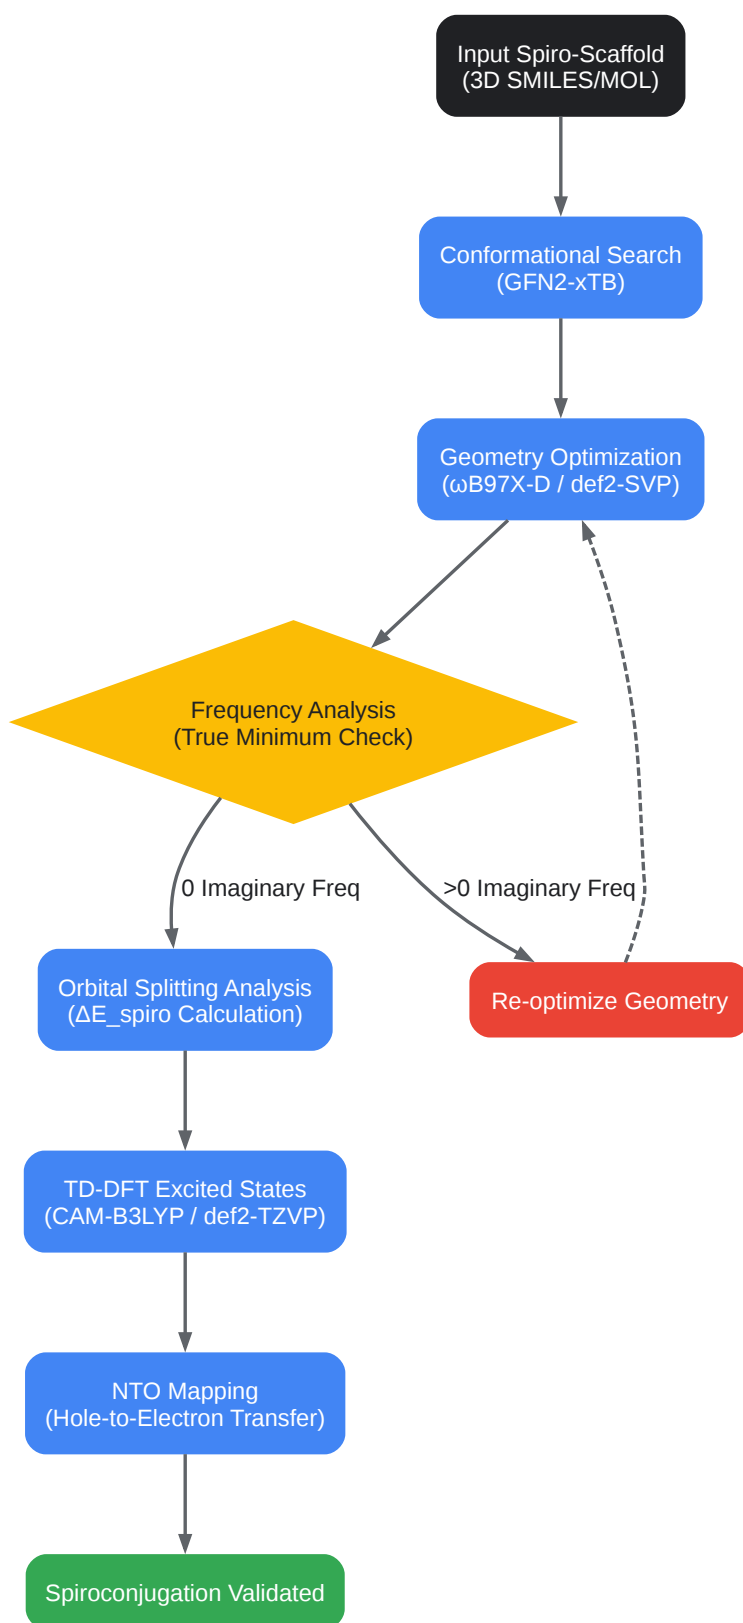 Input Spiro-Scaffold
(3D SMILES/MOL)
Conformational Search
(GFN2-xTB)
Geometry Optimization
(ωB97X-D / def2-SVP)
Frequency Analysis
(True Minimum Check)
0 Imaginary Freq
>0 Imaginary Freq
Orbital Splitting Analysis
(ΔE_spiro Calculation)
Re-optimize Geometry
TD-DFT Excited States
(CAM-B3LYP / def2-TZVP)
NTO Mapping
(Hole-to-Electron Transfer)
Spiroconjugation Validated